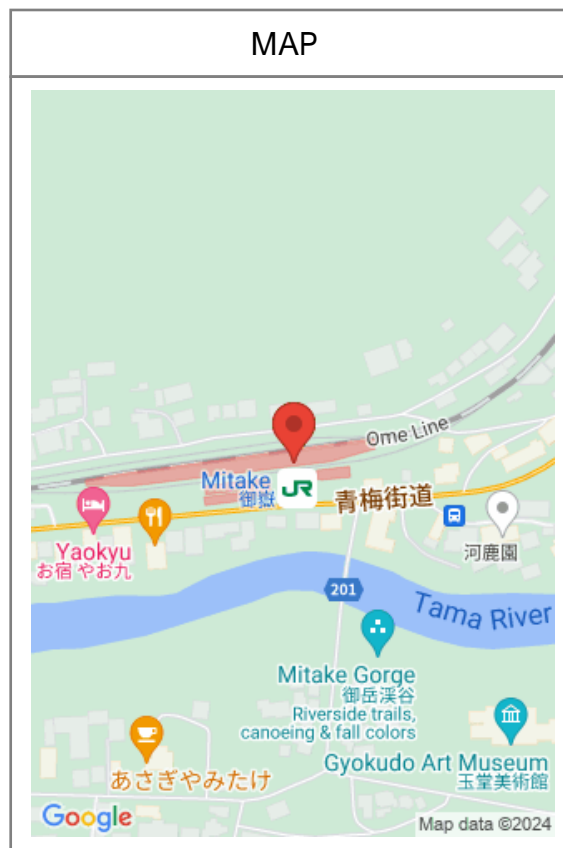 MAP
Ome Line
Mitake
御嶽
JR
青梅街道
Yaokyu
お宿 やお九
河鹿園
201
Tama River
Mitake Gorge
御岳渓谷
Riverside trails,
canoeing & fall colors
Gyokudo Art Museum
玉堂美術館
あさぎやみたけ
Google
Map data ©2024